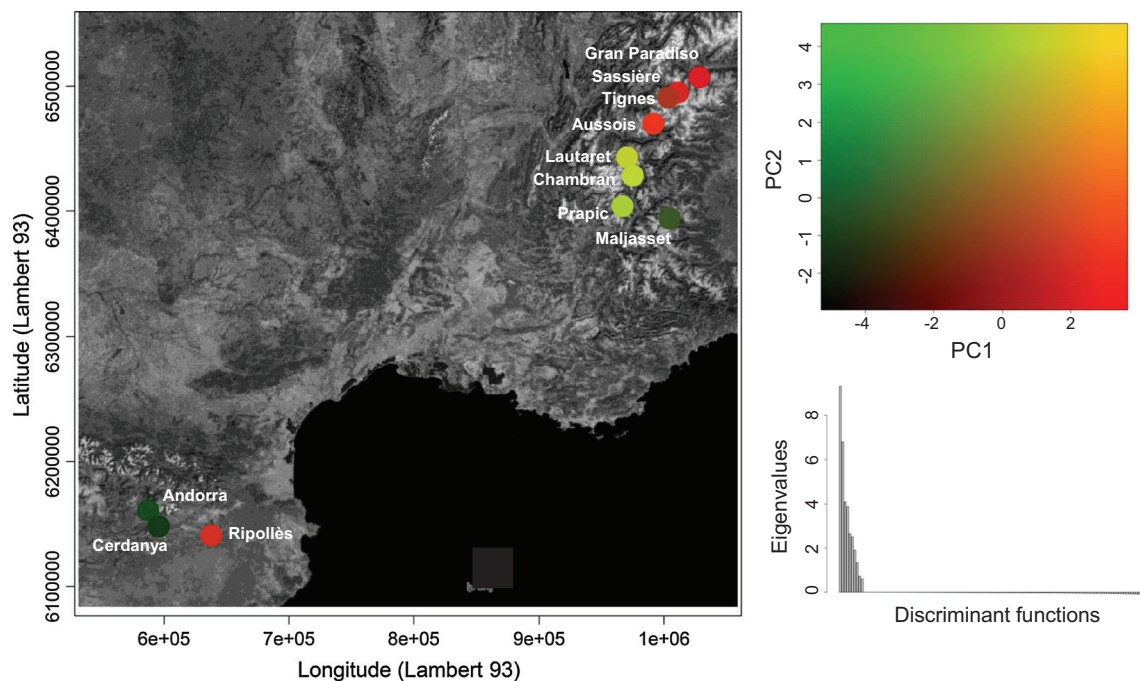 Gran Paradiso
Sassière
Tignes
Aussois
Lautaret
Chambran
Prapic
Maljasset
Andorra
Cerdanya
Ripollès
6500000
6400000
6300000
6200000
6100000
Latitude (Lambert 93)
6e+05 7e+05 8e+05 9e+05 1e+06
Longitude (Lambert 93)
4
3
2
1
0
-1
-2
PC2
-4 -2 0 2
PC1
8
6
4
2
0
Eigenvalues
Discriminant functions